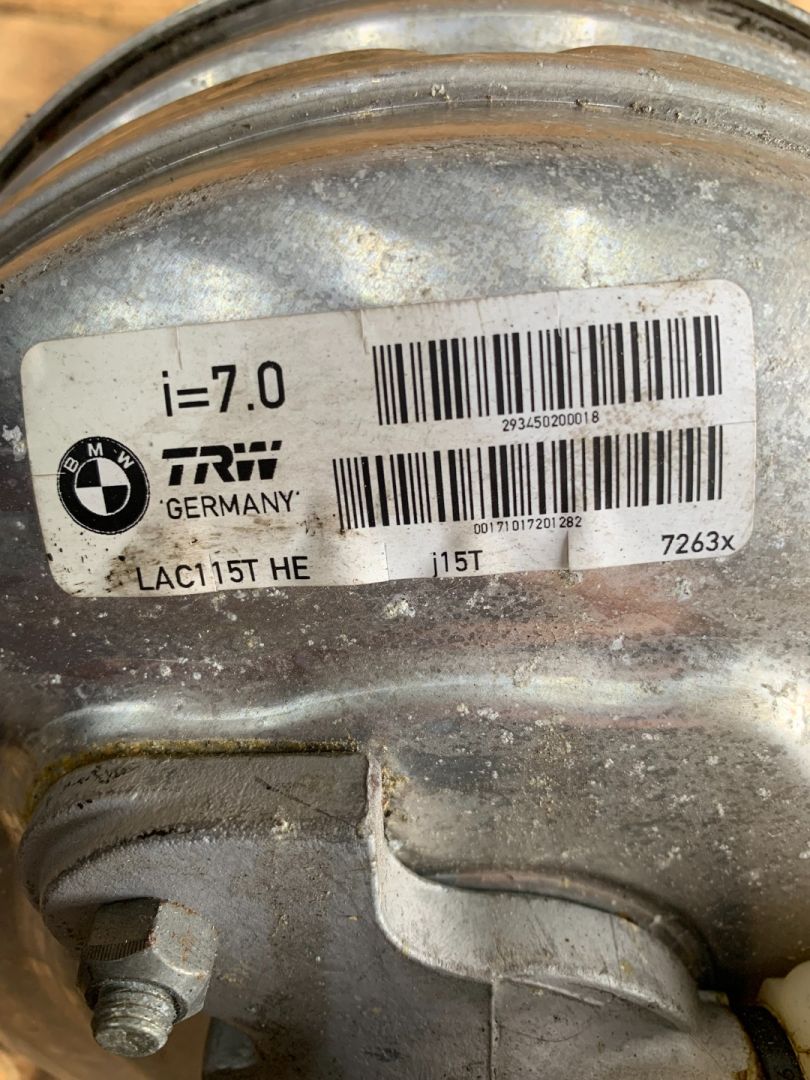 i=7.0
293450200018
BMW
TRW
GERMANY
00171017201282
LAC115T HE
j15T
7263x